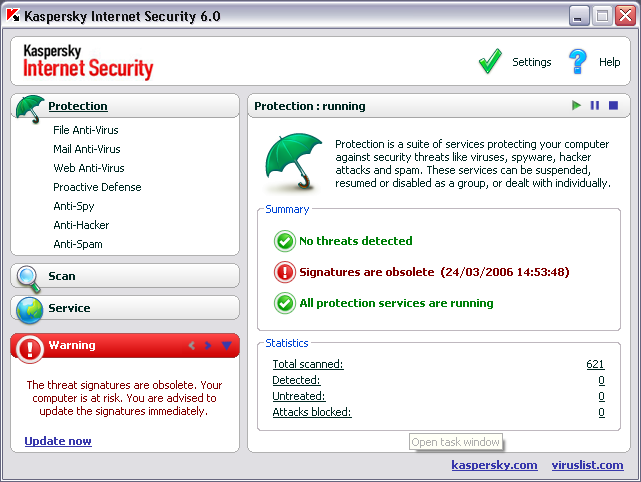 Kaspersky Internet Security 6.0
Kaspersky
Internet Security
Settings
Help
Protection
File Anti-Virus
Mail Anti-Virus
Web Anti-Virus
Proactive Defense
Anti-Spy
Anti-Hacker
Anti-Spam
Scan
Service
Warning
The threat signatures are obsolete. Your
computer is at risk. You are advised to
update the signatures immediately.
Update now
Protection : running
Protection is a suite of services protecting your computer
against security threats like viruses, spyware, hacker
attacks and spam. These services can be suspended,
resumed or disabled as a group, or dealt with individually.
Summary
No threats detected
Signatures are obsolete (24/03/2006 14:53:48)
All protection services are running
Statistics
Total scanned: 621
Detected: 0
Untreated: 0
Attacks blocked: 0
Open task window
kaspersky.com viruslist.com